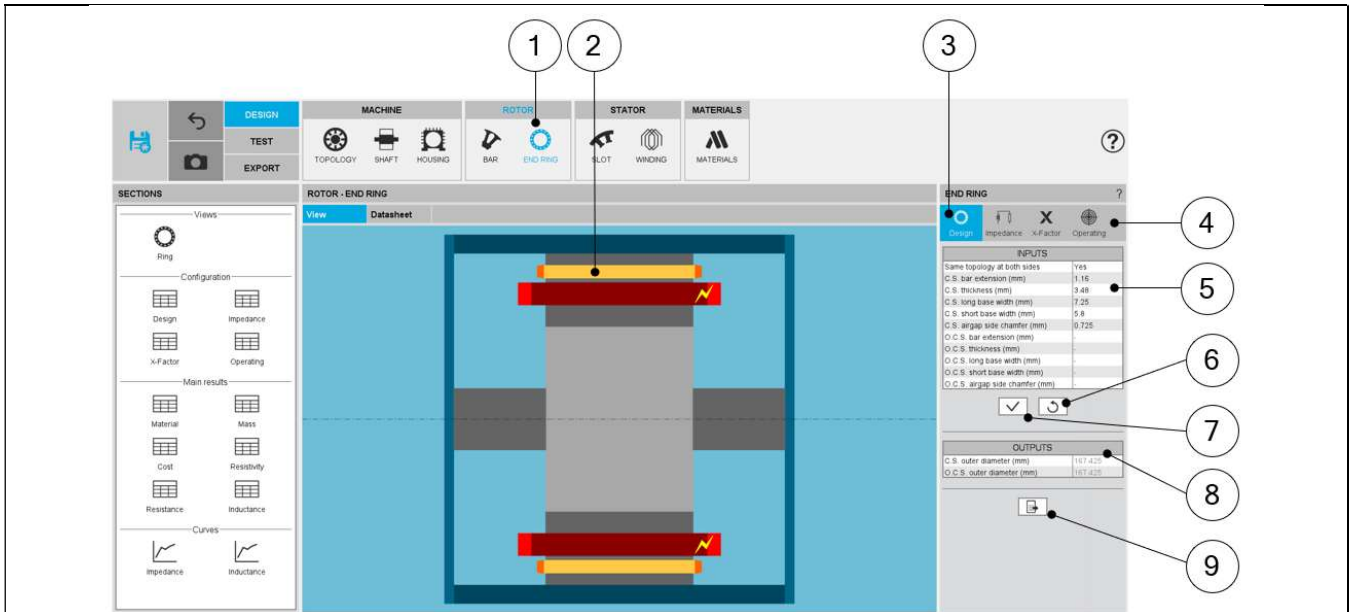 1
2
3
DESIGN
TEST
EXPORT
MACHINE
TOPOLOGY
SHAFT
HOUSING
ROTOR
BAR
END RING
STATOR
SLOT
WINDING
MATERIALS
MATERIALS
?
SECTIONS
Views
Ring
Configuration
Design
Impedance
X-Factor
Operating
Main results
Material
Mass
Cost
Resistivity
Resistance
Inductance
Curves
Impedance
Inductance
ROTOR - END RING
View
Datasheet
END RING ?
Design
Impedance
X
X-Factor
Operating
4
INPUTS
Same topology at both sides Yes
C.S. bar extension (mm) 1.16
C.S. thickness (mm) 3.48
C.S. long base width (mm) 7.25
C.S. short base width (mm) 5.8
C.S. airgap side chamfer (mm) 0.725
O.C.S. bar extension (mm) -
O.C.S. thickness (mm) -
O.C.S. long base width (mm) -
O.C.S. short base width (mm) -
O.C.S. airgap side chamfer (mm) -
5
6
7
OUTPUTS
C.S. outer diameter (mm) 167.425
O.C.S. outer diameter (mm) 167.425
8
9